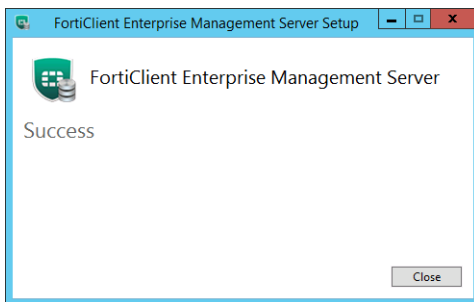 FortiClient Enterprise Management Server Setup
FortiClient Enterprise Management Server
Success
Close